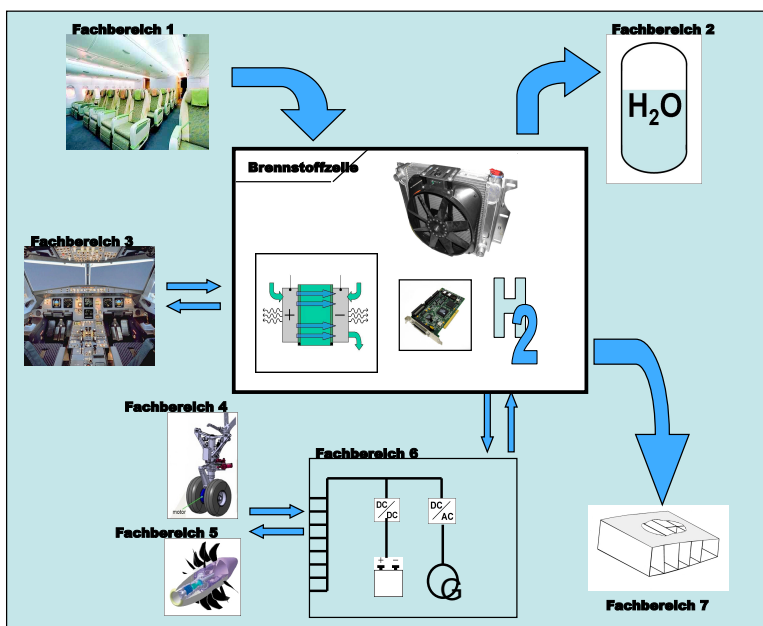 Fachbereich 1
Fachbereich 2
H2O
Brennstoffzelle
Fachbereich 3
+
−
H2
Fachbereich 4
motor
Fachbereich 5
Fachbereich 6
DC
DC
DC
AC
+ −
G
Fachbereich 7